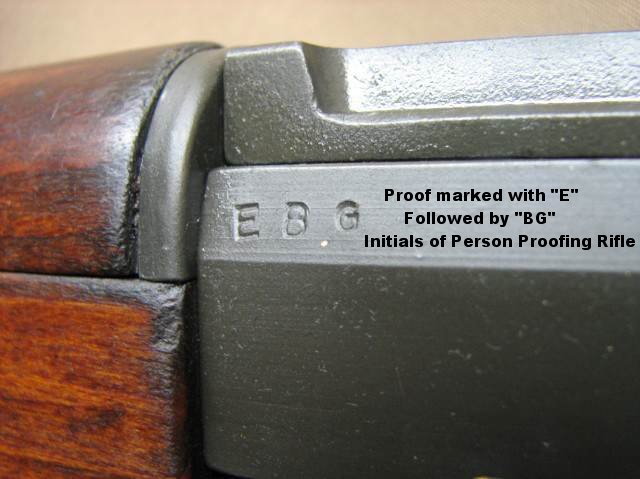 E B G
Proof marked with "E"
Followed by "BG"
Initials of Person Proofing Rifle